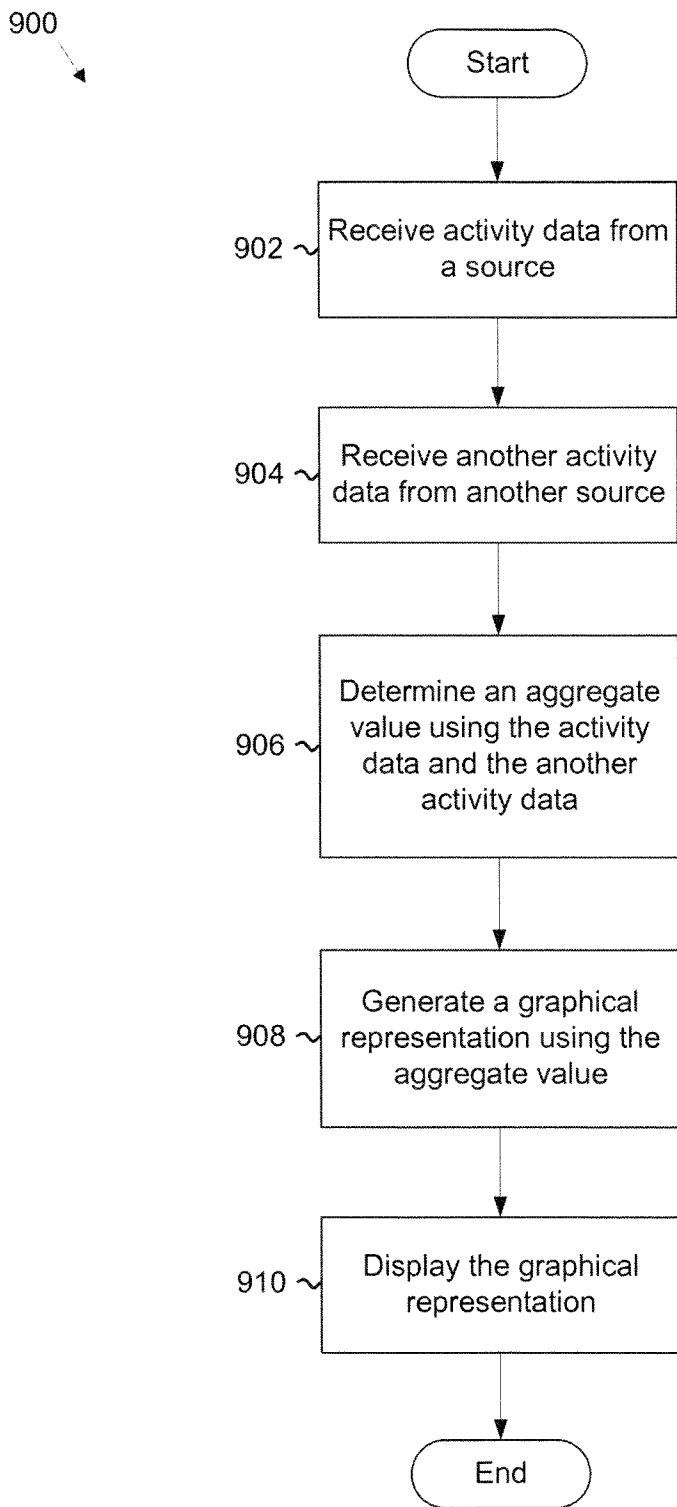 900
Start
902
Receive activity data from
a source
904
Receive another activity
data from another source
906
Determine an aggregate
value using the activity
data and the another
activity data
908
Generate a graphical
representation using the
aggregate value
910
Display the graphical
representation
End